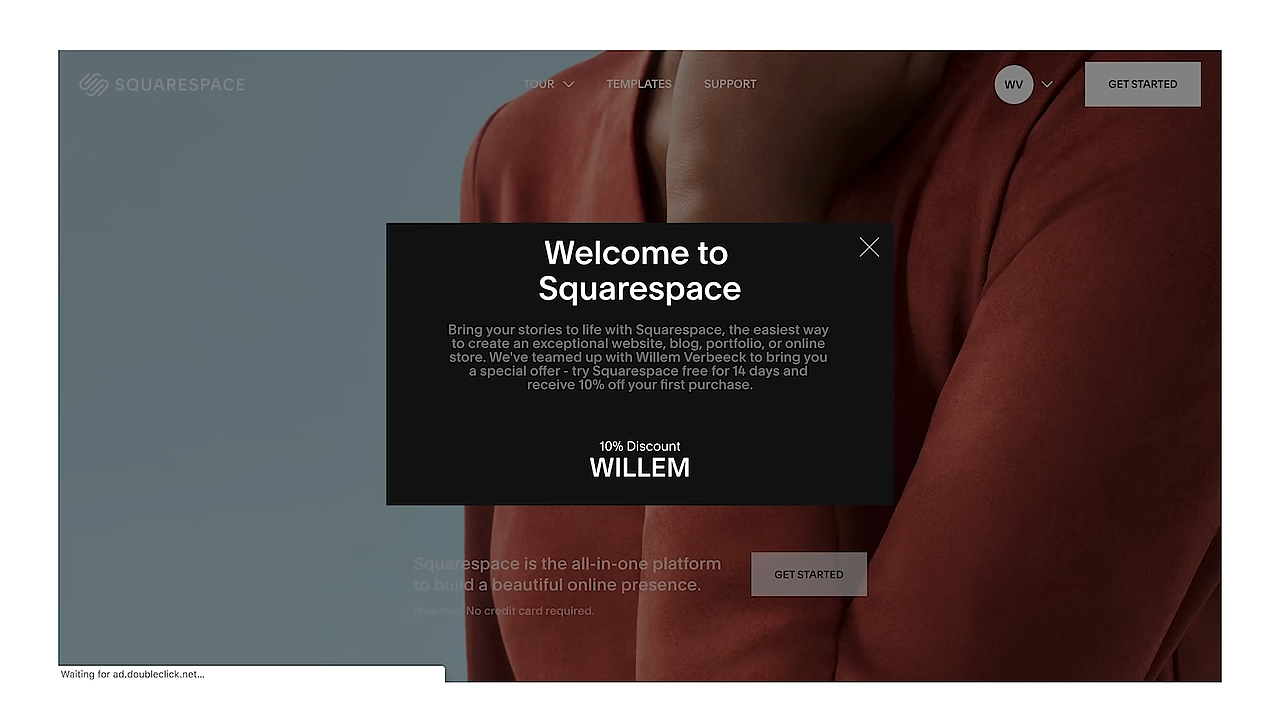 SQUARESPACE
TOUR
TEMPLATES
SUPPORT
WV
GET STARTED
Welcome to
Squarespace
Bring your stories to life with Squarespace, the easiest way
to create an exceptional website, blog, portfolio, or online
store. We've teamed up with Willem Verbeeck to bring you
a special offer - try Squarespace free for 14 days and
receive 10% off your first purchase.
10% Discount
WILLEM
Squarespace is the all-in-one platform
to build a beautiful online presence.
GET STARTED
Free trial. No credit card required.
Waiting for ad.doubleclick.net...